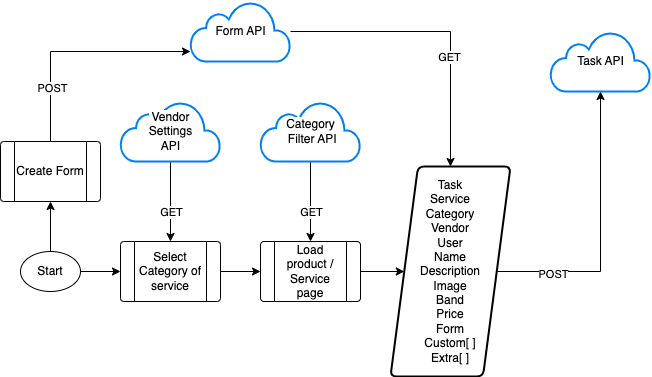 Form API
Task API
POST
GET
Vendor
Settings
API
Category
Filter API
Create Form
GET
GET
Start
Select
Category of
service
Load
product /
Service
page
Task
Service
Category
Vendor
User
Name
Description
Image
Band
Price
Form
Custom[ ]
Extra[ ]
POST